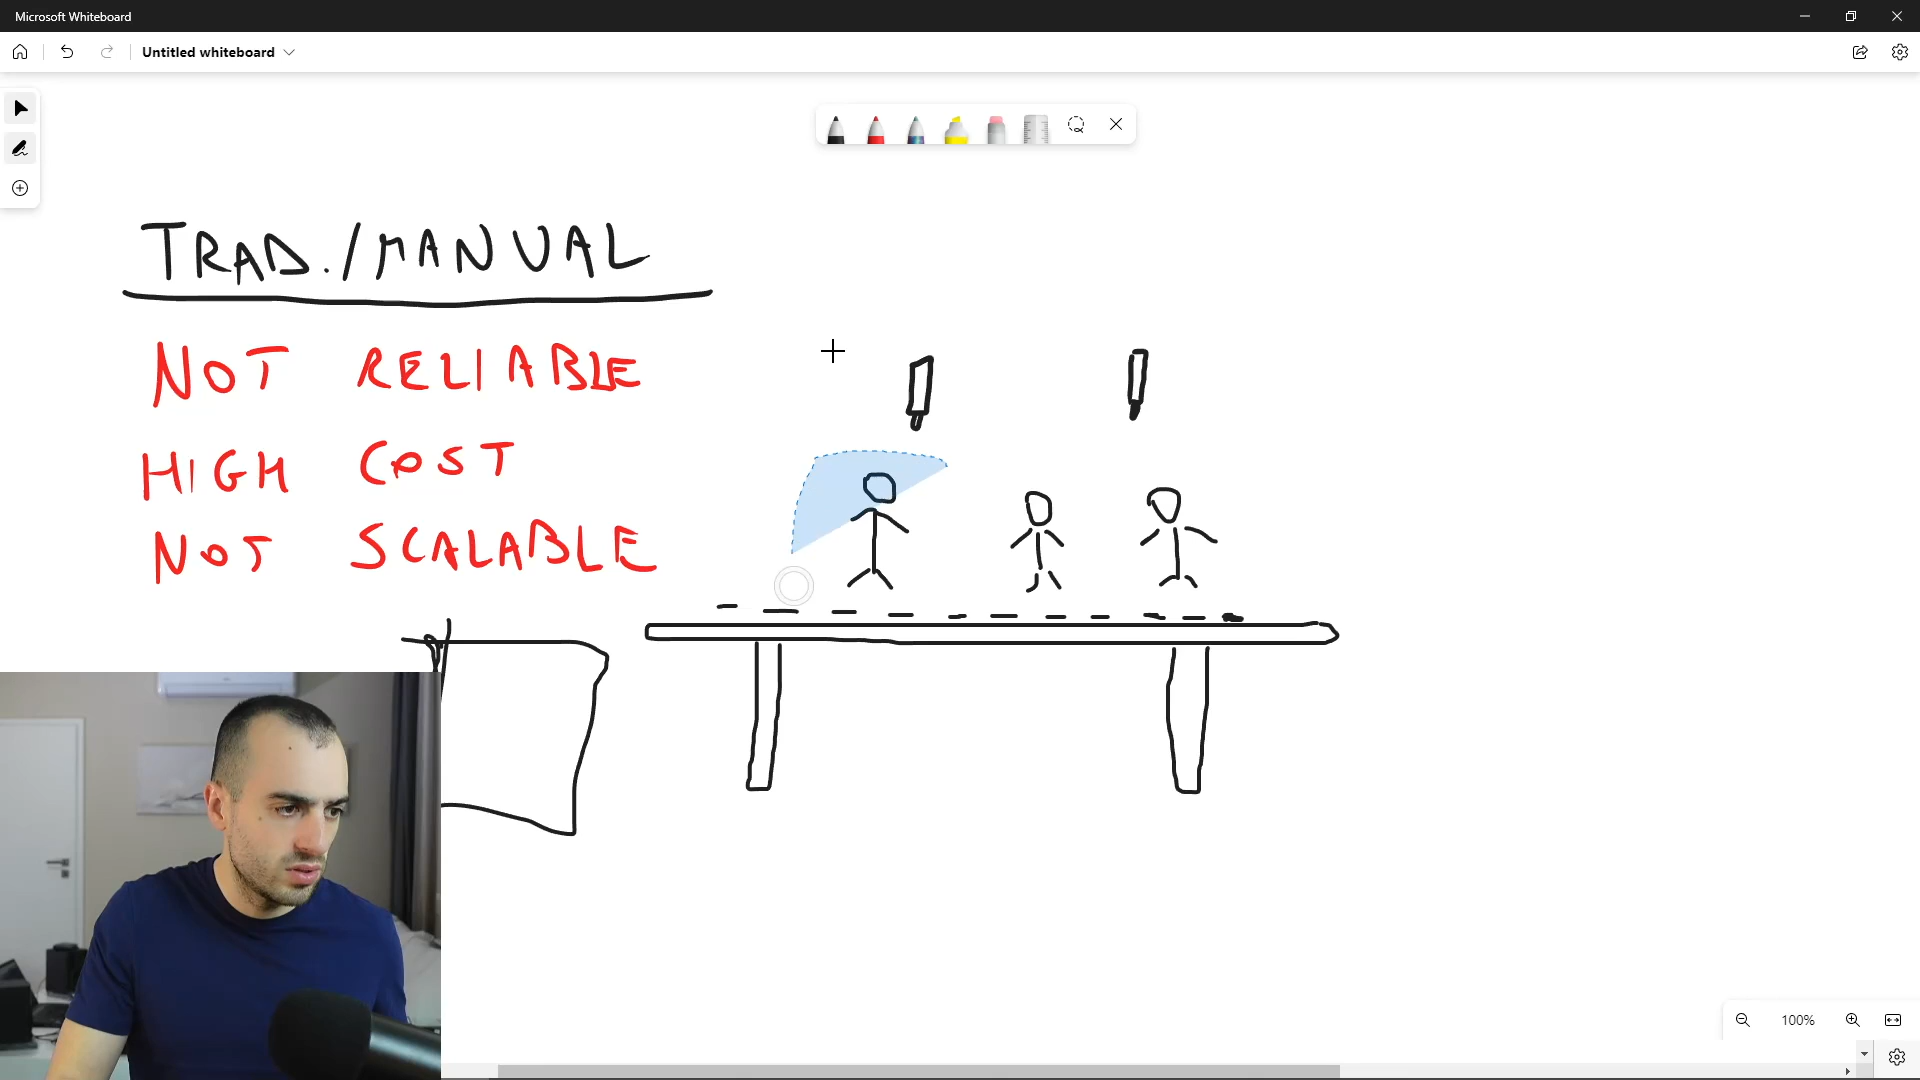 Microsoft Whiteboard
Untitled whiteboard
TRAD./MANUAL
NOT RELIABLE
HIGH COST
NOT SCALABLE
100%